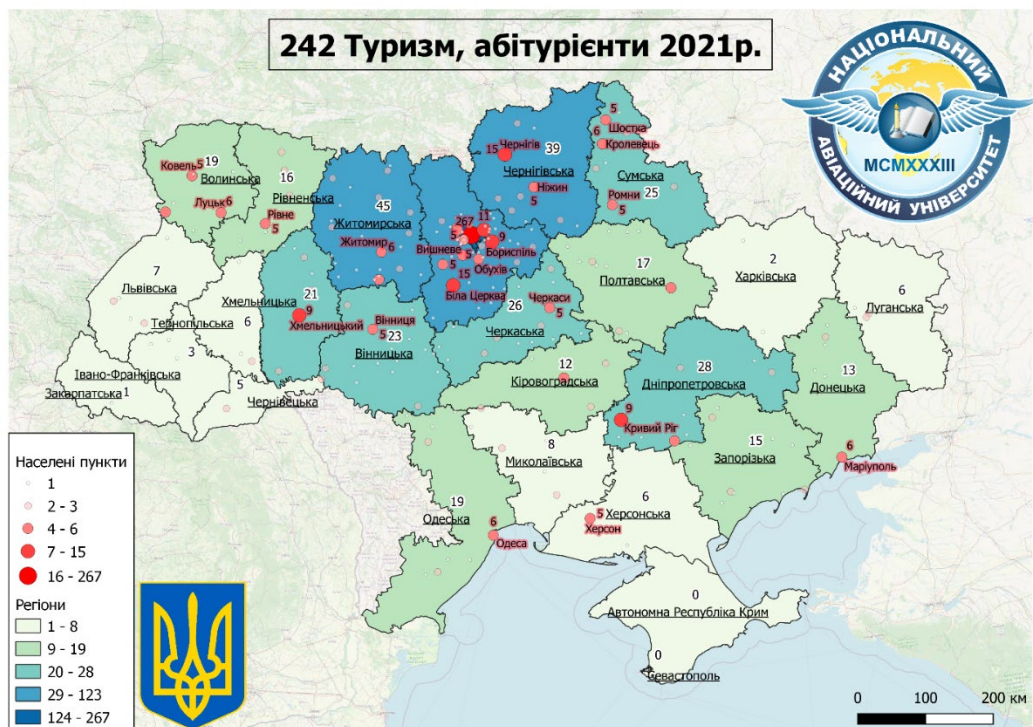 242 Туризм, абітурієнти 2021р.
НАЦІОНАЛЬНИЙ
АВІАЦІЙНИЙ УНІВЕРСИТЕТ
MCMXXXIII
5
Шостка
6
Кролевець
15 Чернігів
39
Чернігівська
Ніжин
5
Сумська
Ромни 25
5
19
Ковель 5
Волинська
16
Рівненська
Луцьк 6
Рівне
5
45
Житомирська
Житомир 6
267
11
5
9
Вишневе
Бориспіль
5
5
Обухів
15
Біла Церква
2
Харківська
17
Полтавська
6
Луганська
7
Львівська
Тернопільська
6
Хмельницька
21
9
Хмельницький
Вінниця
5
23
Вінницька
26
Черкаси
5
Черкаська
3
Івано-Франківська
Закарпатська 1
5
Чернівецька
12
Кіровоградська
28
Дніпропетровська
9
Кривий Ріг
13
Донецька
6
Маріуполь
15
Запорізька
8
Миколаївська
6
Херсонська
5
Херсон
19
Одеська
6
Одеса
0
Автономна Республіка Крим
0
Севастополь
Населені пункти
1
2 - 3
4 - 6
7 - 15
16 - 267
Регіони
1 - 8
9 - 19
20 - 28
29 - 123
124 - 267
0 100 200 км